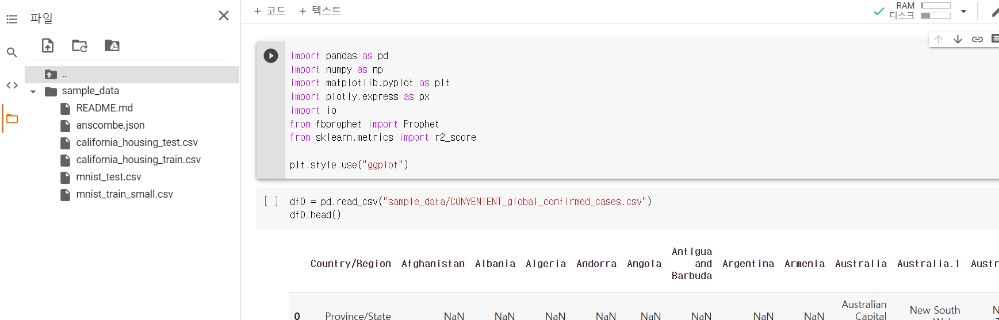 파일
..
sample_data
README.md
anscombe.json
california_housing_test.csv
california_housing_train.csv
mnist_test.csv
mnist_train_small.csv
+ 코드 + 텍스트
RAM
디스크
import pandas as pd
import numpy as np
import matplotlib.pyplot as plt
import plotly.express as px
import io
from fbprophet import Prophet
from sklearn.metrics import r2_score
plt.style.use("ggplot")
[ ] df0 = pd.read_csv("sample_data/CONVENIENT_global_confirmed_cases.csv")
df0.head()
Country/Region Afghanistan Albania Algeria Andorra Angola Antigua and Barbuda Argentina Armenia Australia Australia.1
0 Province/State NaN NaN NaN NaN NaN NaN NaN NaN Australian Capital New South